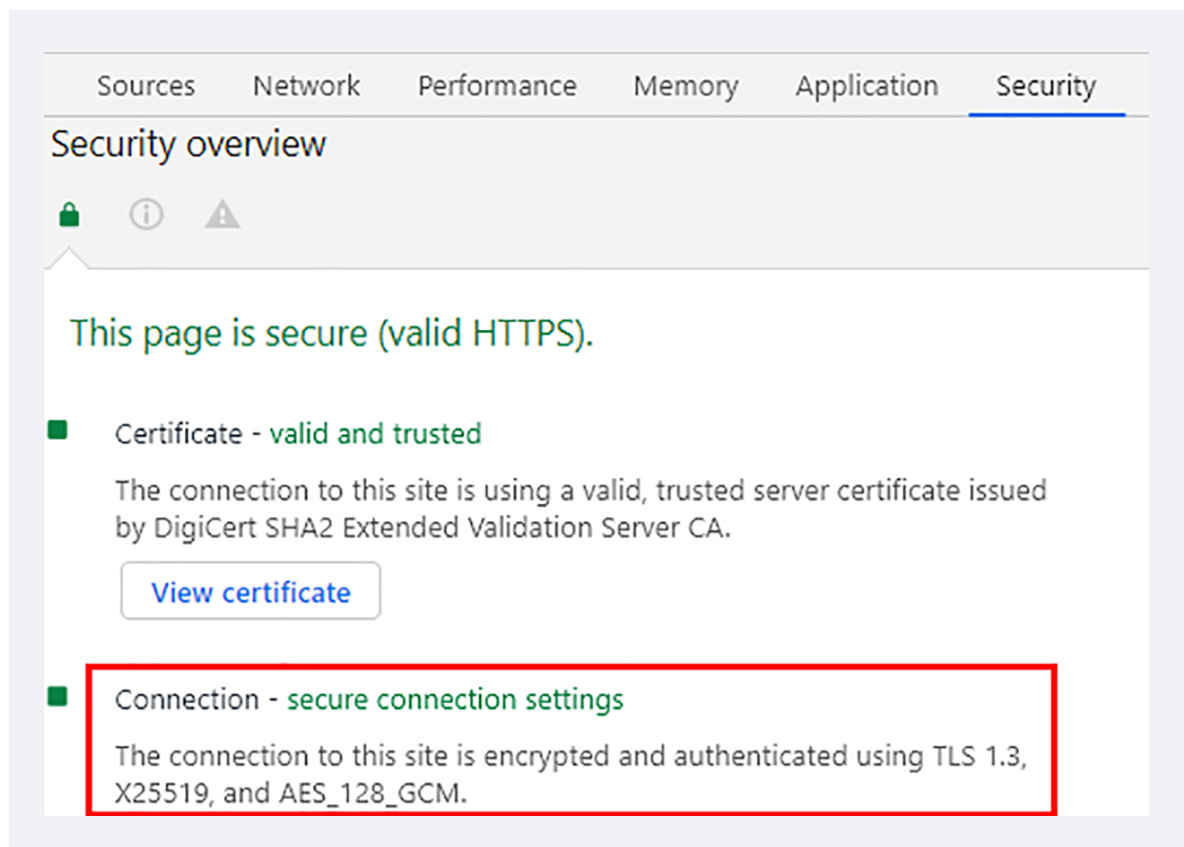 Sources Network Performance Memory Application Security
Security overview
This page is secure (valid HTTPS).
Certificate - valid and trusted
The connection to this site is using a valid, trusted server certificate issued
by DigiCert SHA2 Extended Validation Server CA.
View certificate
Connection - secure connection settings
The connection to this site is encrypted and authenticated using TLS 1.3,
X25519, and AES_128_GCM.